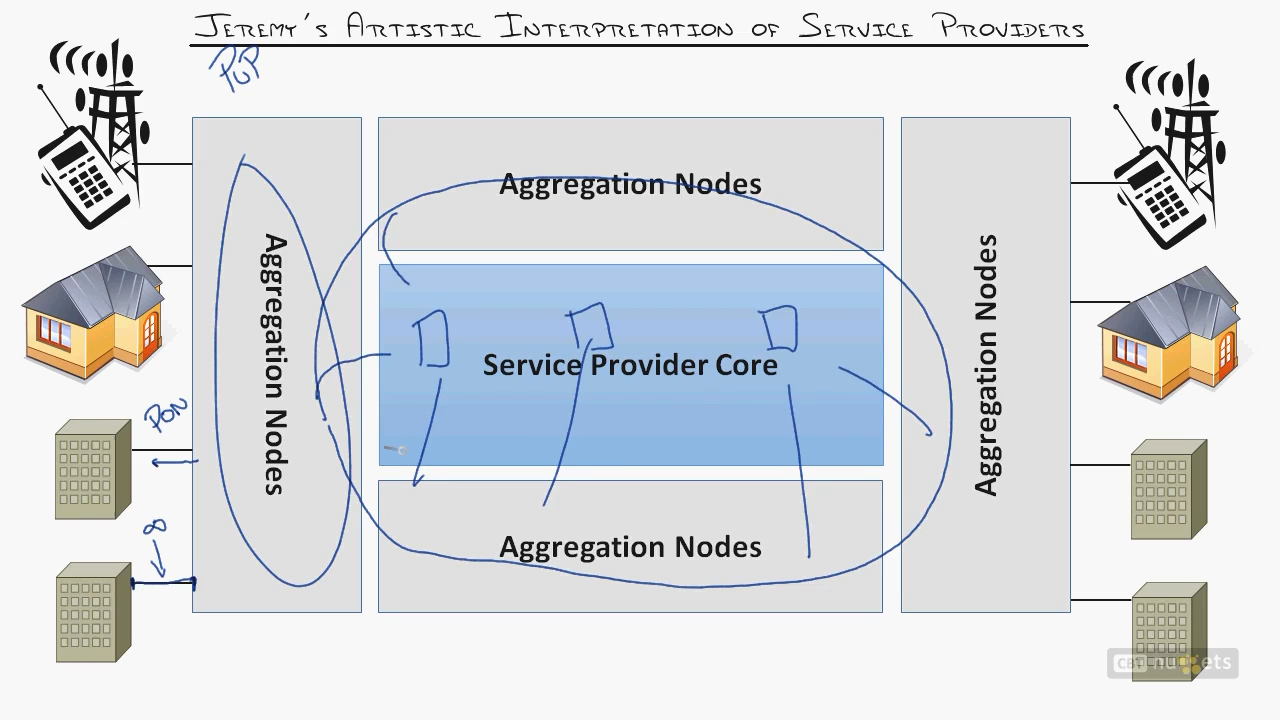 JEREMY'S ARTISTIC INTERPRETATION OF SERVICE PROVIDERS
POP
Aggregation Nodes
Aggregation Nodes
Service Provider Core
Aggregation Nodes
Aggregation Nodes
PON
∞
CBT nuggets